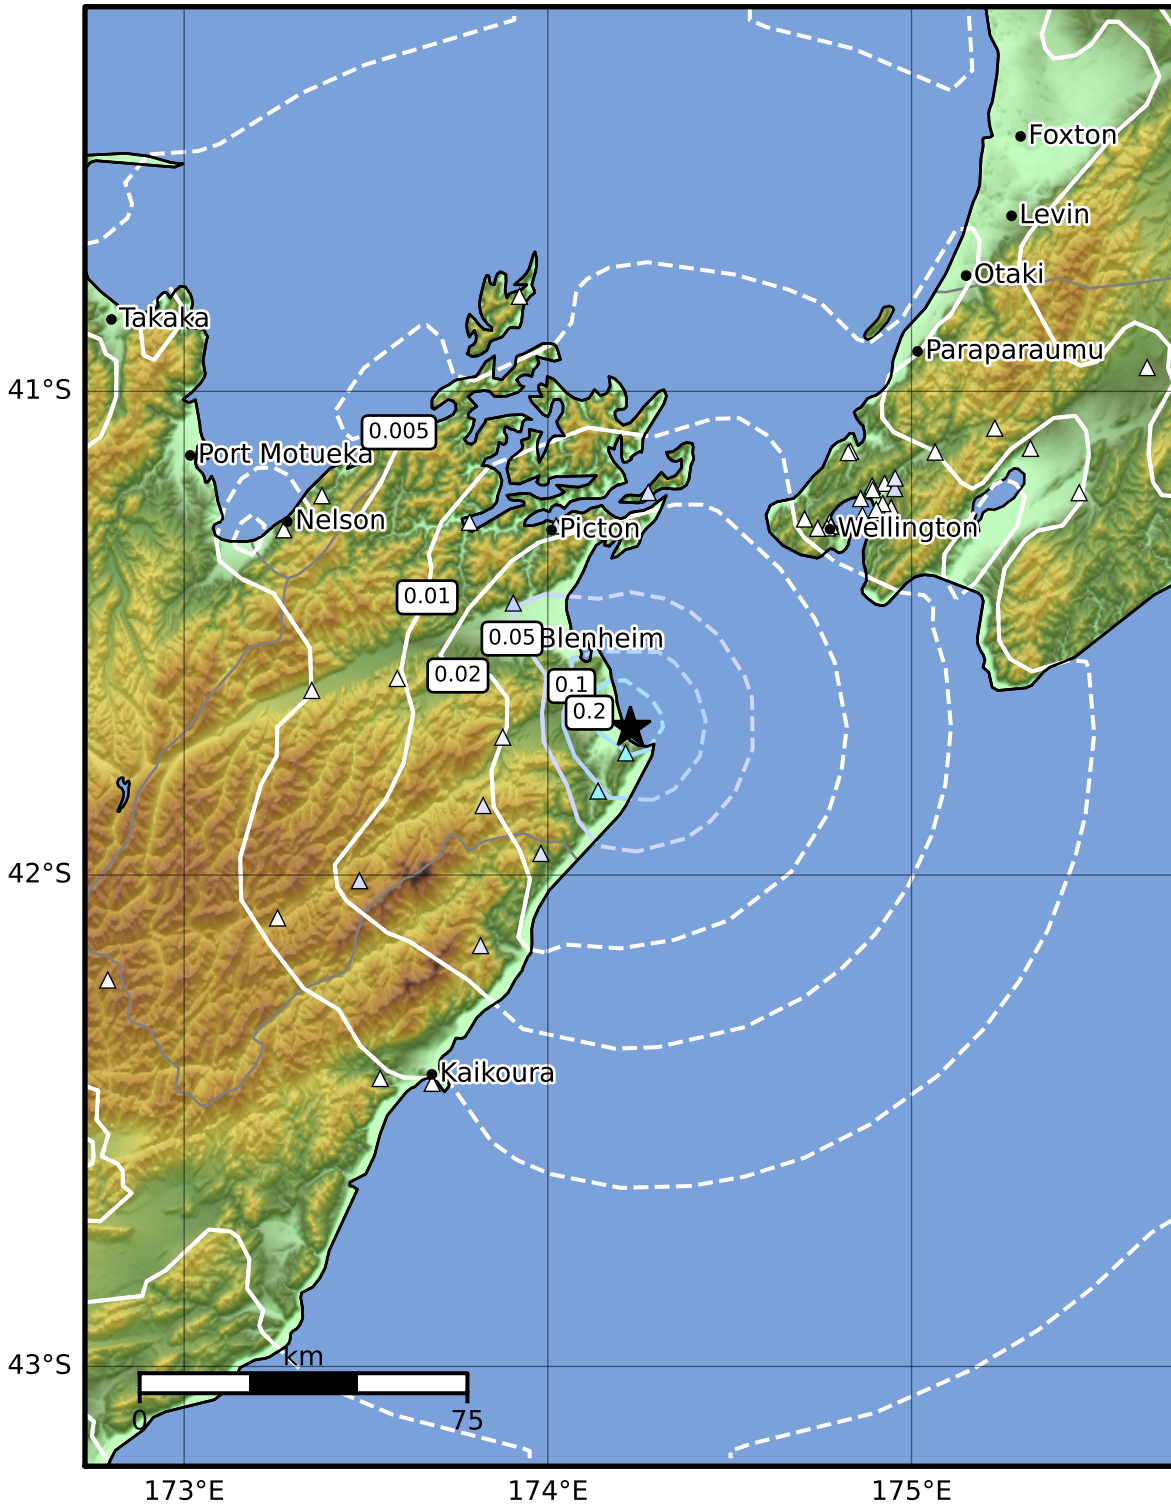 Foxton
Levin
Otaki
Takaka
Paraparaumu
41°S
0.005
Port Motueka
Nelson
Picton
Wellington
0.01
0.05
Blenheim
0.02
0.1
0.2
42°S
Kaikoura
43°S
km
0
75
173°E
174°E
175°E